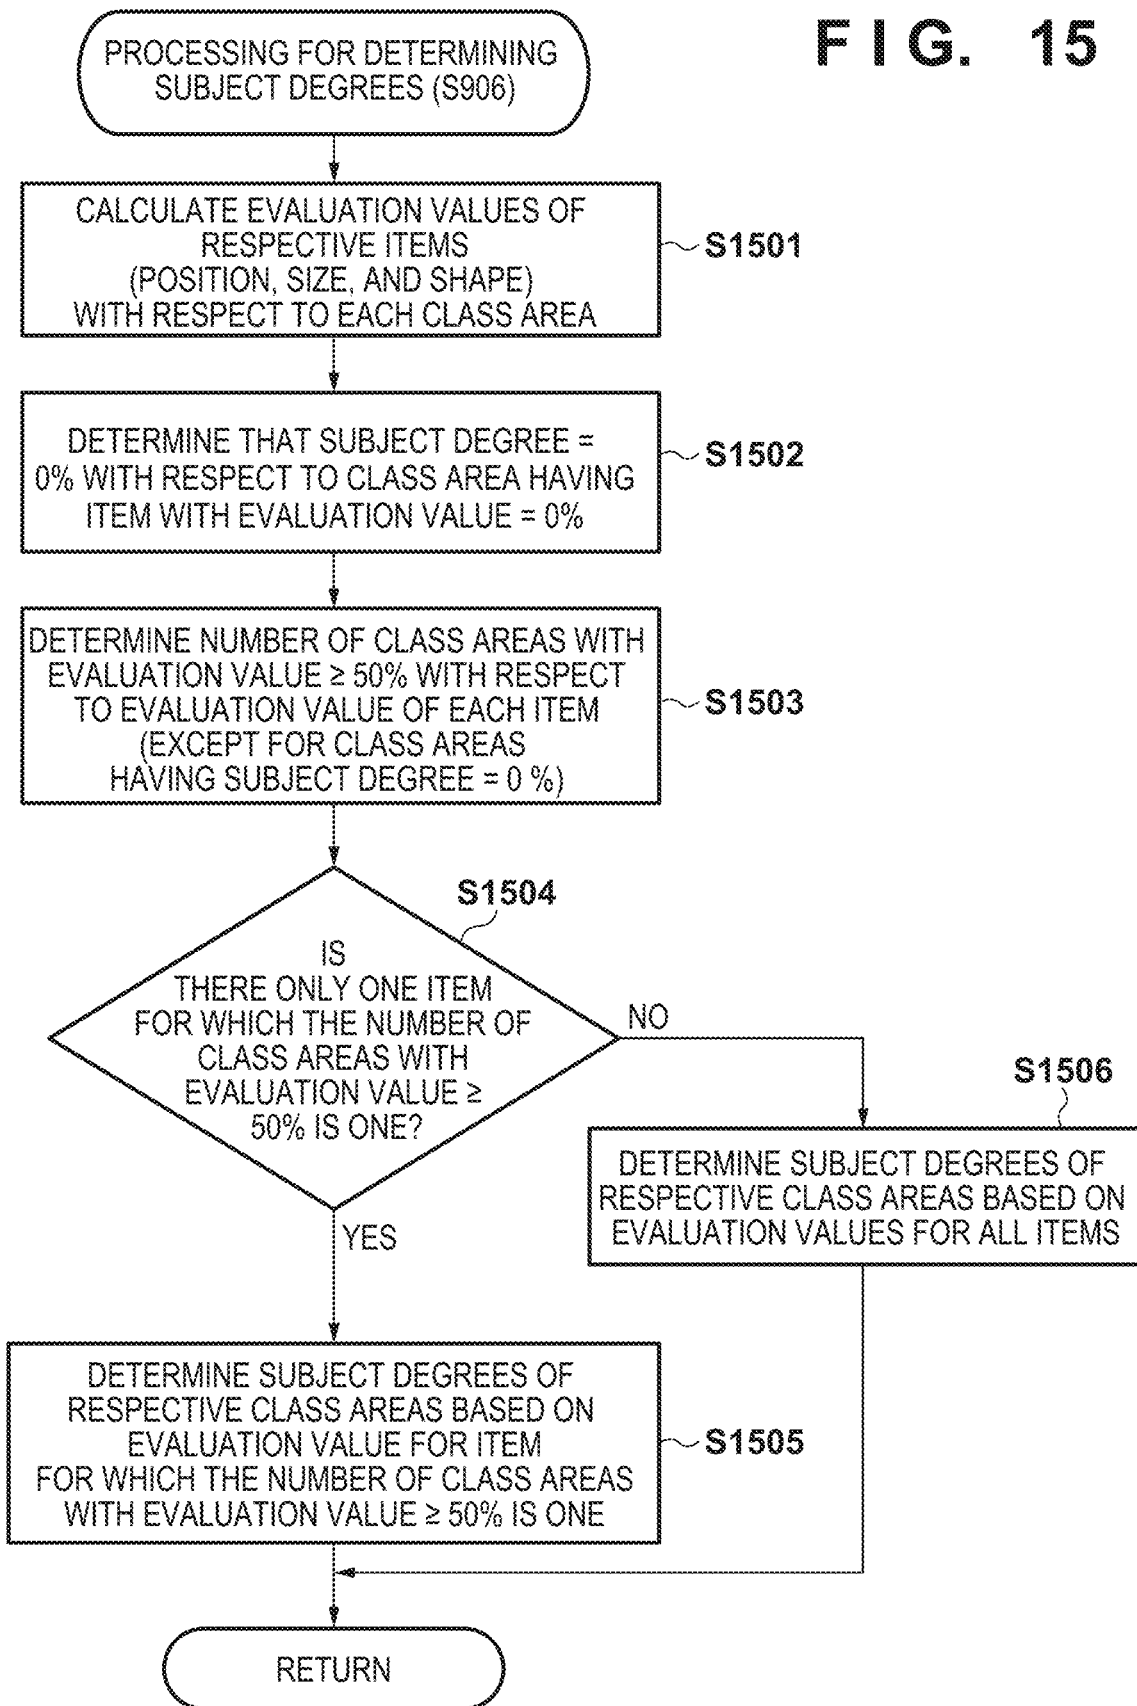 F I G. 15
PROCESSING FOR DETERMINING
SUBJECT DEGREES (S906)
CALCULATE EVALUATION VALUES OF
RESPECTIVE ITEMS
(POSITION, SIZE, AND SHAPE)
WITH RESPECT TO EACH CLASS AREA
S1501
DETERMINE THAT SUBJECT DEGREE =
0% WITH RESPECT TO CLASS AREA HAVING
ITEM WITH EVALUATION VALUE = 0%
S1502
DETERMINE NUMBER OF CLASS AREAS WITH
EVALUATION VALUE ≥ 50% WITH RESPECT
TO EVALUATION VALUE OF EACH ITEM
(EXCEPT FOR CLASS AREAS
HAVING SUBJECT DEGREE = 0 %)
S1503
S1504
IS
THERE ONLY ONE ITEM
FOR WHICH THE NUMBER OF
CLASS AREAS WITH
EVALUATION VALUE ≥
50% IS ONE?
NO
YES
S1506
DETERMINE SUBJECT DEGREES OF
RESPECTIVE CLASS AREAS BASED ON
EVALUATION VALUES FOR ALL ITEMS
DETERMINE SUBJECT DEGREES OF
RESPECTIVE CLASS AREAS BASED ON
EVALUATION VALUE FOR ITEM
FOR WHICH THE NUMBER OF CLASS AREAS
WITH EVALUATION VALUE ≥ 50% IS ONE
S1505
RETURN